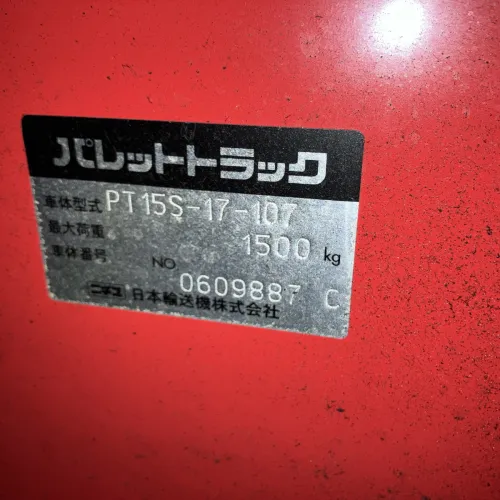 パレットトラック
車体型式 PT15S-17-107
最大荷重 1500 kg
車体番号 NO 0609887 C
ニチユ 日本輸送機株式会社